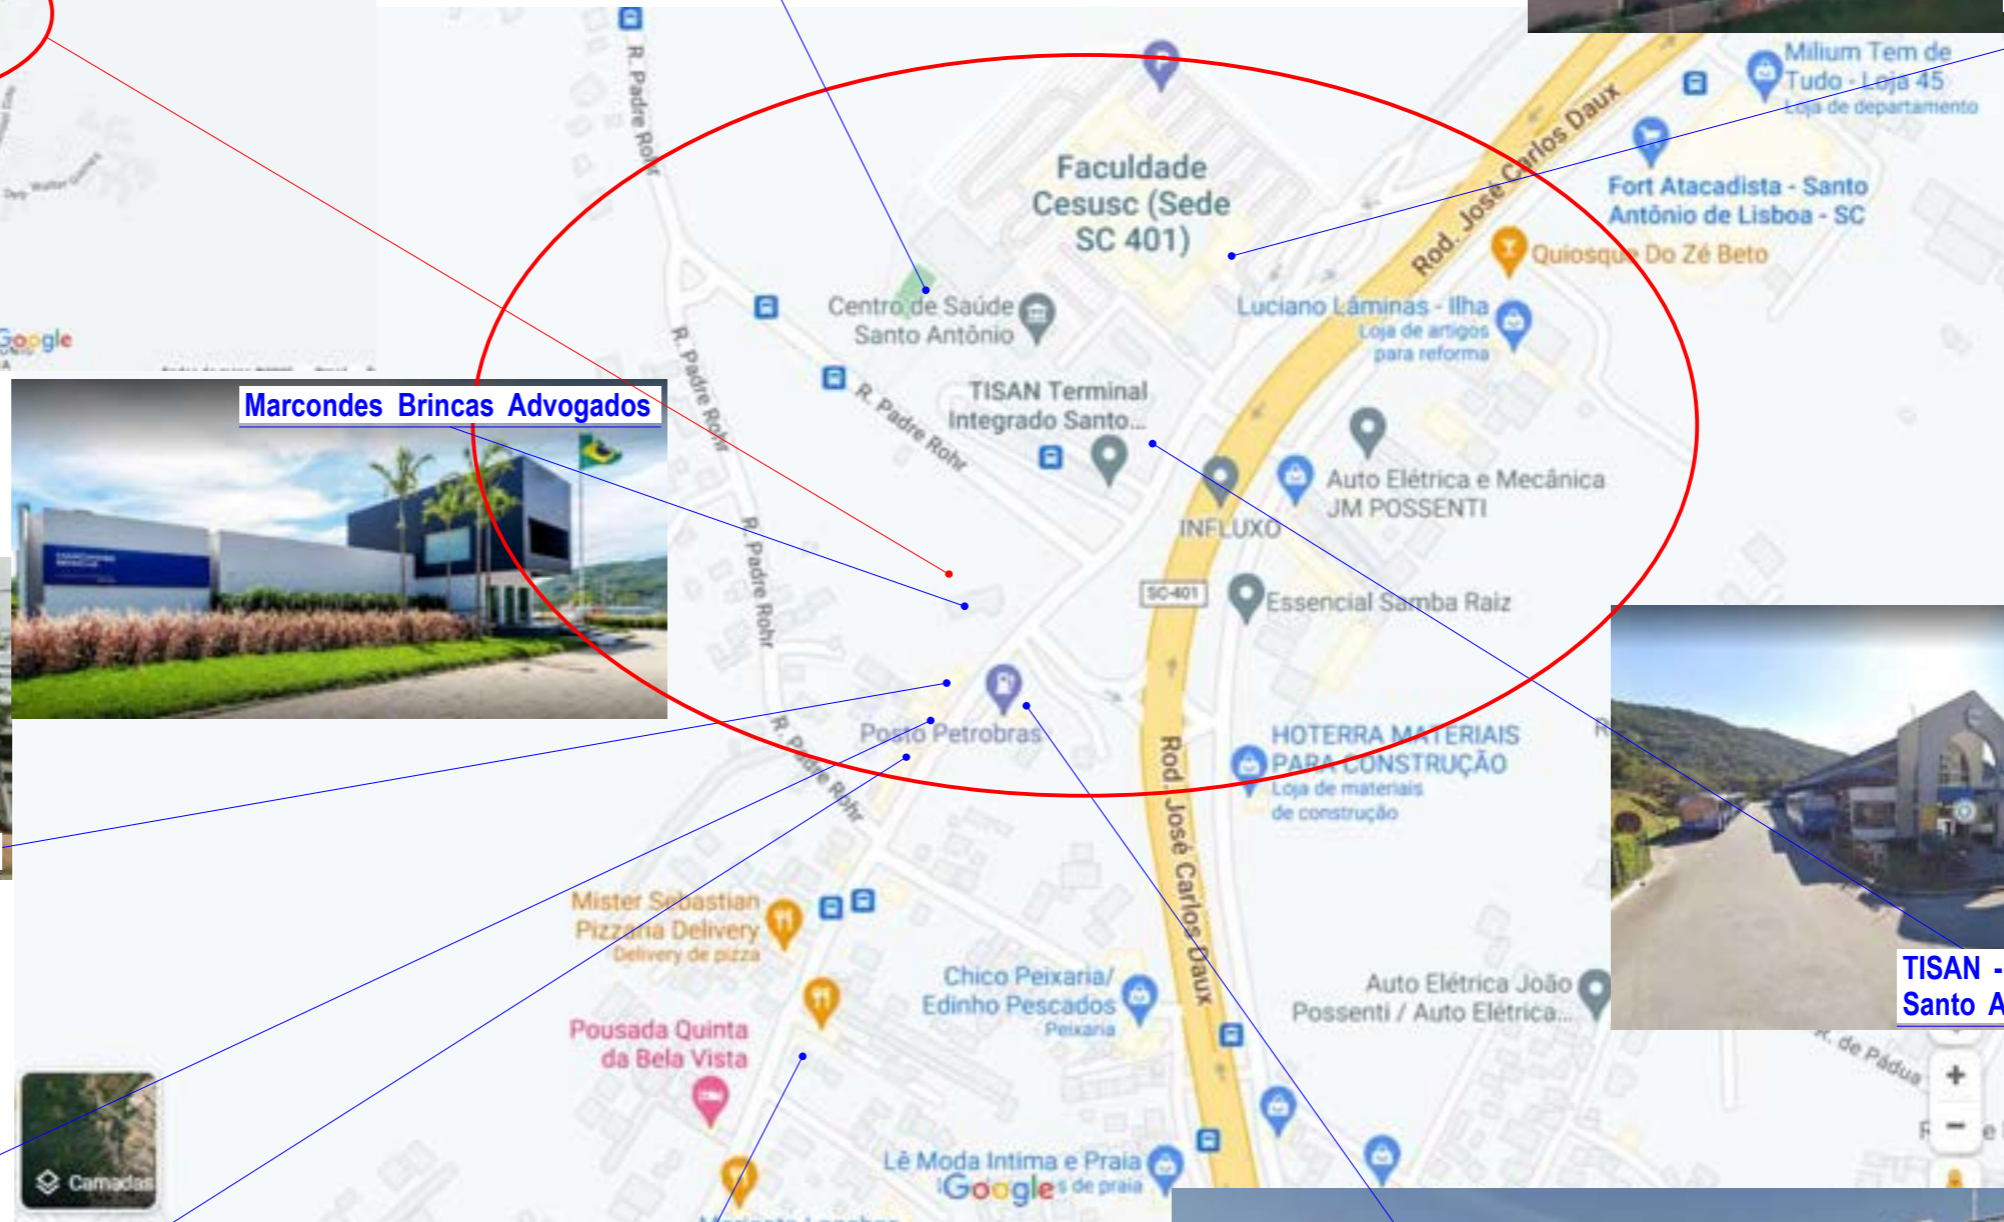 R. Padre Rohr
Milium Tem de
Tudo - Loja 45
Loja de departamento
Rod. José Carlos Daux
Faculdade
Cesusc (Sede
SC 401)
Fort Atacadista - Santo
Antônio de Lisboa - SC
Quiosque Do Zé Beto
Centro de Saúde
Santo Antônio
Luciano Lâminas - Ilha
Loja de artigos
para reforma
Google
R. Padre Rohr
Marcondes Brincas Advogados
TISAN Terminal
Integrado Santo...
R. Padre Rohr
Auto Elétrica e Mecânica
JM POSSENTI
INFLUXO
R. Padre Rohr
SC-401
Essencial Samba Raiz
Posto Petrobras
R. Padre Rohr
HOTERRA MATERIAIS
PARA CONSTRUÇÃO
Loja de materiais
de construção
Rod. José Carlos Daux
Mister Sebastian
Pizzaria Delivery
Delivery de pizza
Chico Peixaria/
Edinho Pescados
Peixaria
Auto Elétrica João
Possenti / Auto Elétrica...
TISAN -
Santo A
Pousada Quinta
da Bela Vista
R. de Pádua
+
−
Camadas
Lê Moda Intima e Praia
Google s de praia